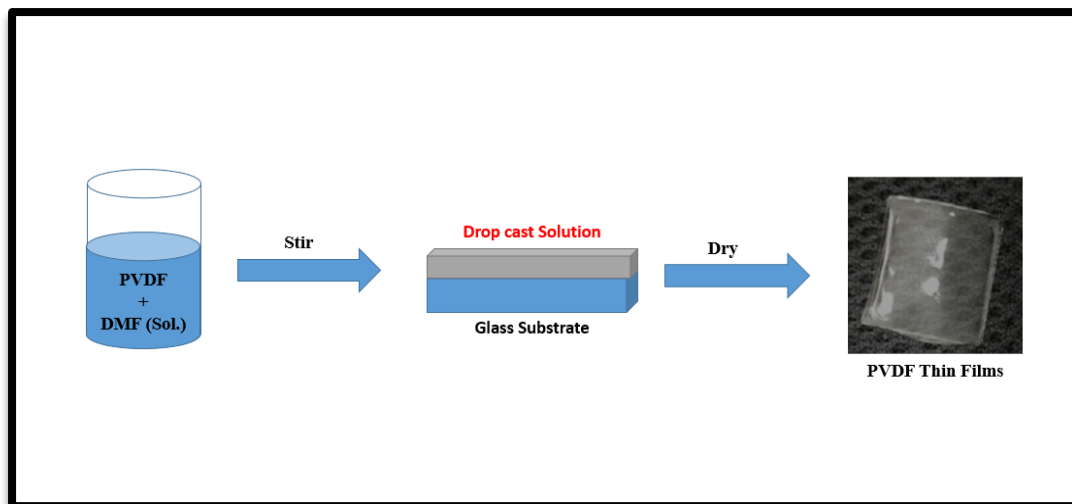 PVDF
+
DMF (Sol.)
Stir
Drop cast Solution
Glass Substrate
Dry
PVDF Thin Films